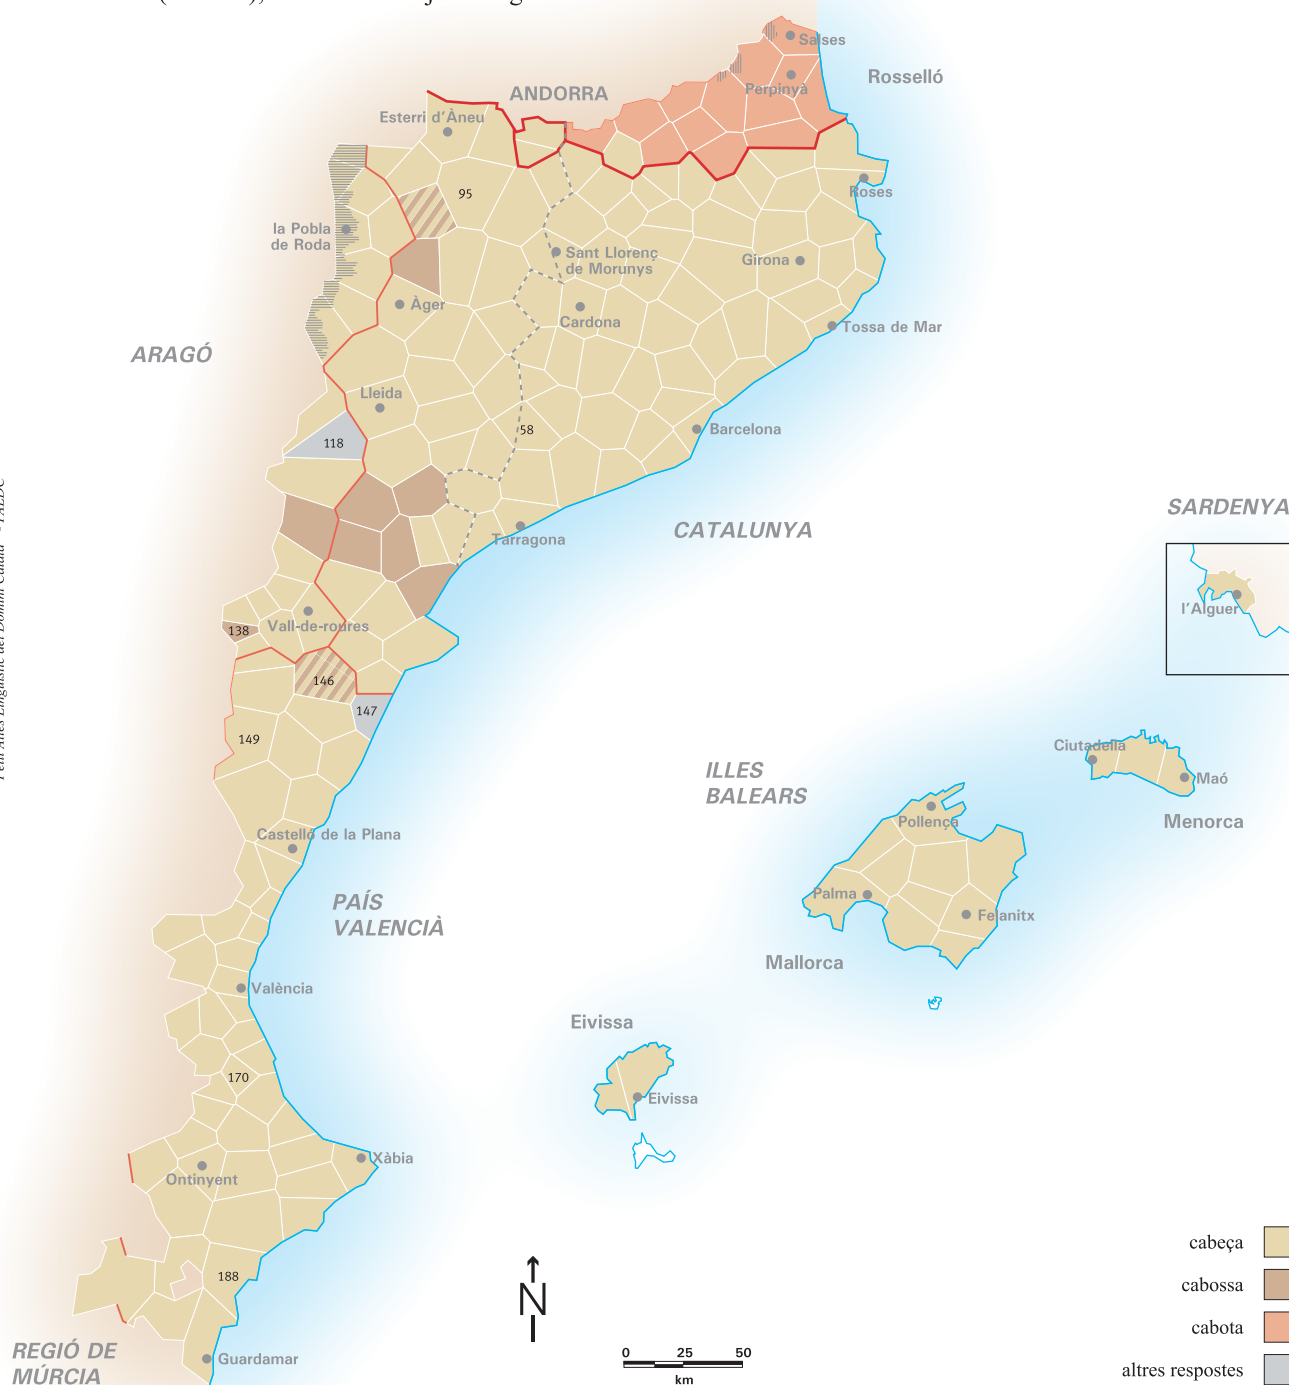 Salses
Rosselló
Perpinyà
ANDORRA
Esterri d'Àneu
95
Roses
la Pobla
de Roda
Sant Llorenç
de Morunys
Girona
Àger
Cardona
Tossa de Mar
ARAGÓ
Lleida
118
58
Barcelona
SARDENYA
CATALUNYA
Tarragona
l'Alguer
Vall-de-roures
138
146
147
149
Ciutadella
Maó
ILLES
BALEARS
Menorca
Pollença
Castelló de la Plana
Palma
Felanitx
PAÍS
VALENCIÀ
Mallorca
València
Eivissa
170
Eivissa
Xàbia
Ontinyent
188
cabeça
cabossa
N
cabota
REGIÓ DE
MÚRCIA
Guardamar
0 25 50
km
altres respostes